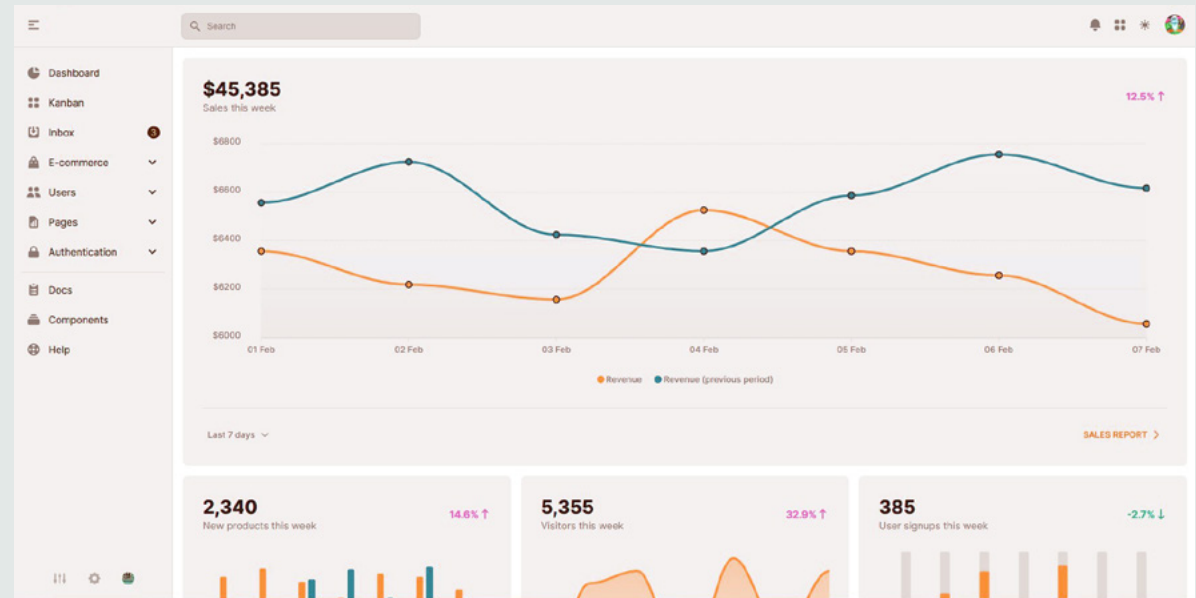 Search
Dashboard
Kanban
Inbox
3
E-commerce
Users
Pages
Authentication
Docs
Components
Help
$45,385
Sales this week
12.5% ↑
$6800
$6600
$6400
$6200
$6000
01 Feb
02 Feb
03 Feb
04 Feb
05 Feb
06 Feb
07 Feb
Revenue
Revenue (previous period)
Last 7 days
SALES REPORT
2,340
New products this week
14.6% ↑
5,355
Visitors this week
32.9% ↑
385
User signups this week
-2.7% ↓